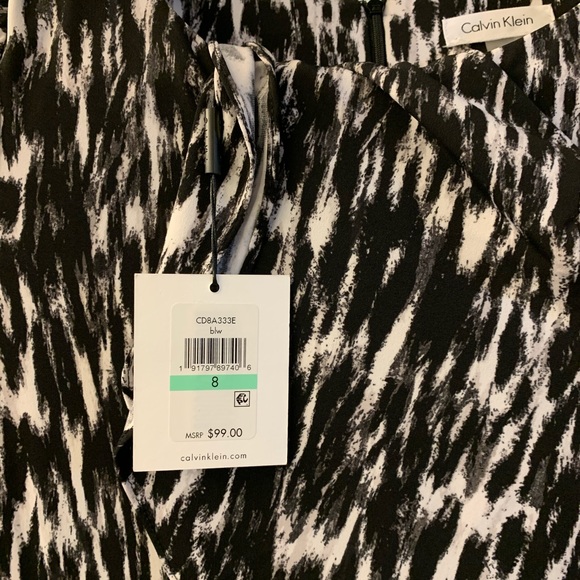 Calvin Klein
CD8A333E
blw
1 91797 89740 6
8
MSRP $99.00
calvinklein.com